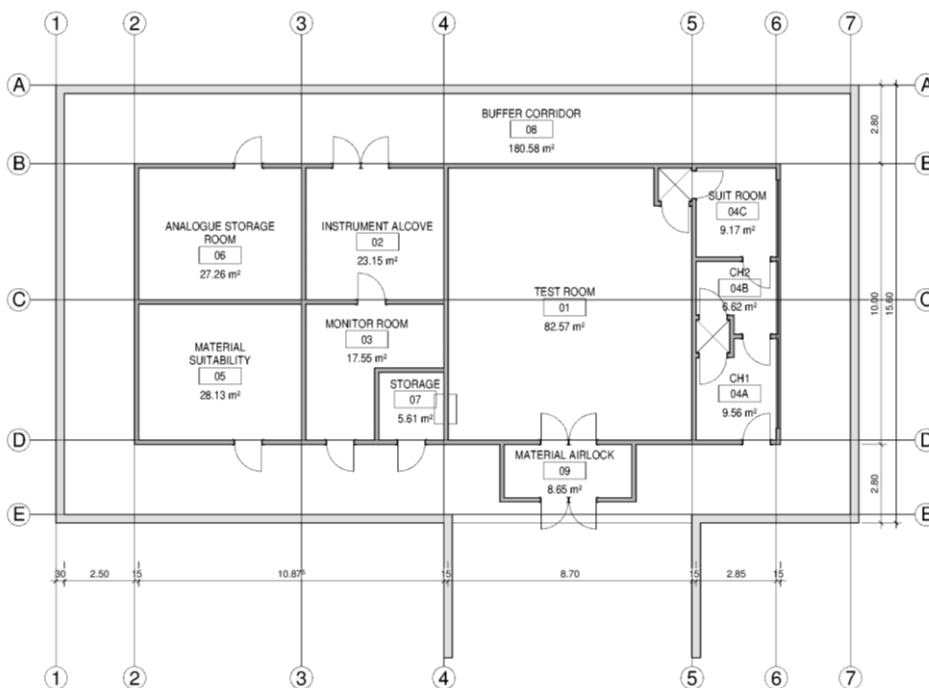 1 2 3 4 5 6 7
A A
BUFFER CORRIDOR
08
180.58 m²
2.80
B B
SUIT ROOM
04C
9.17 m²
ANALOGUE STORAGE
ROOM
06
27.26 m²
INSTRUMENT ALCOVE
02
23.15 m²
CH2
04B
6.62 m²
TEST ROOM
01
82.57 m²
C C
10.00
15.60
MONITOR ROOM
03
17.55 m²
MATERIAL
SUITABILITY
05
28.13 m²
STORAGE
07
5.61 m²
CH1
04A
9.56 m²
D D
MATERIAL AIRLOCK
09
8.65 m²
2.80
E E
30 2.50 15 10.87⁵ 15 8.70 15 2.85 15
1 2 3 4 5 6 7